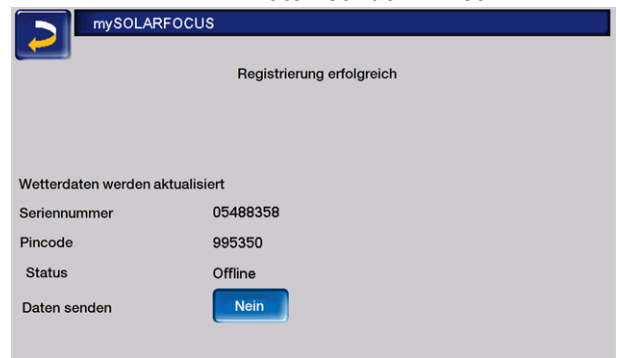 mySOLARFOCUS
Registrierung erfolgreich
Wetterdaten werden aktualisiert
Seriennummer 05488358
Pincode 995350
Status Offline
Daten senden Nein